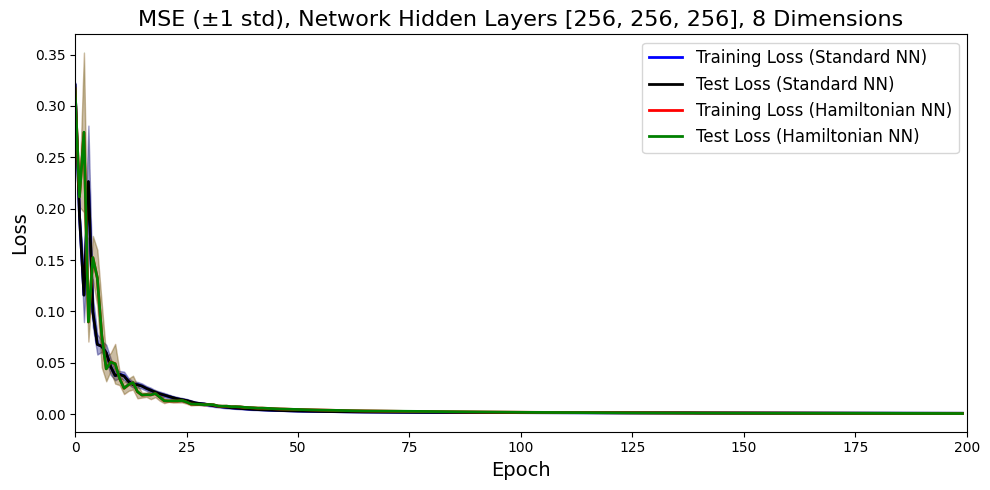 MSE (±1 std), Network Hidden Layers [256, 256, 256], 8 Dimensions
Training Loss (Standard NN)
Test Loss (Standard NN)
Training Loss (Hamiltonian NN)
Test Loss (Hamiltonian NN)
Loss
0.35
0.30
0.25
0.20
0.15
0.10
0.05
0.00
0
25
50
75
100
125
150
175
200
Epoch